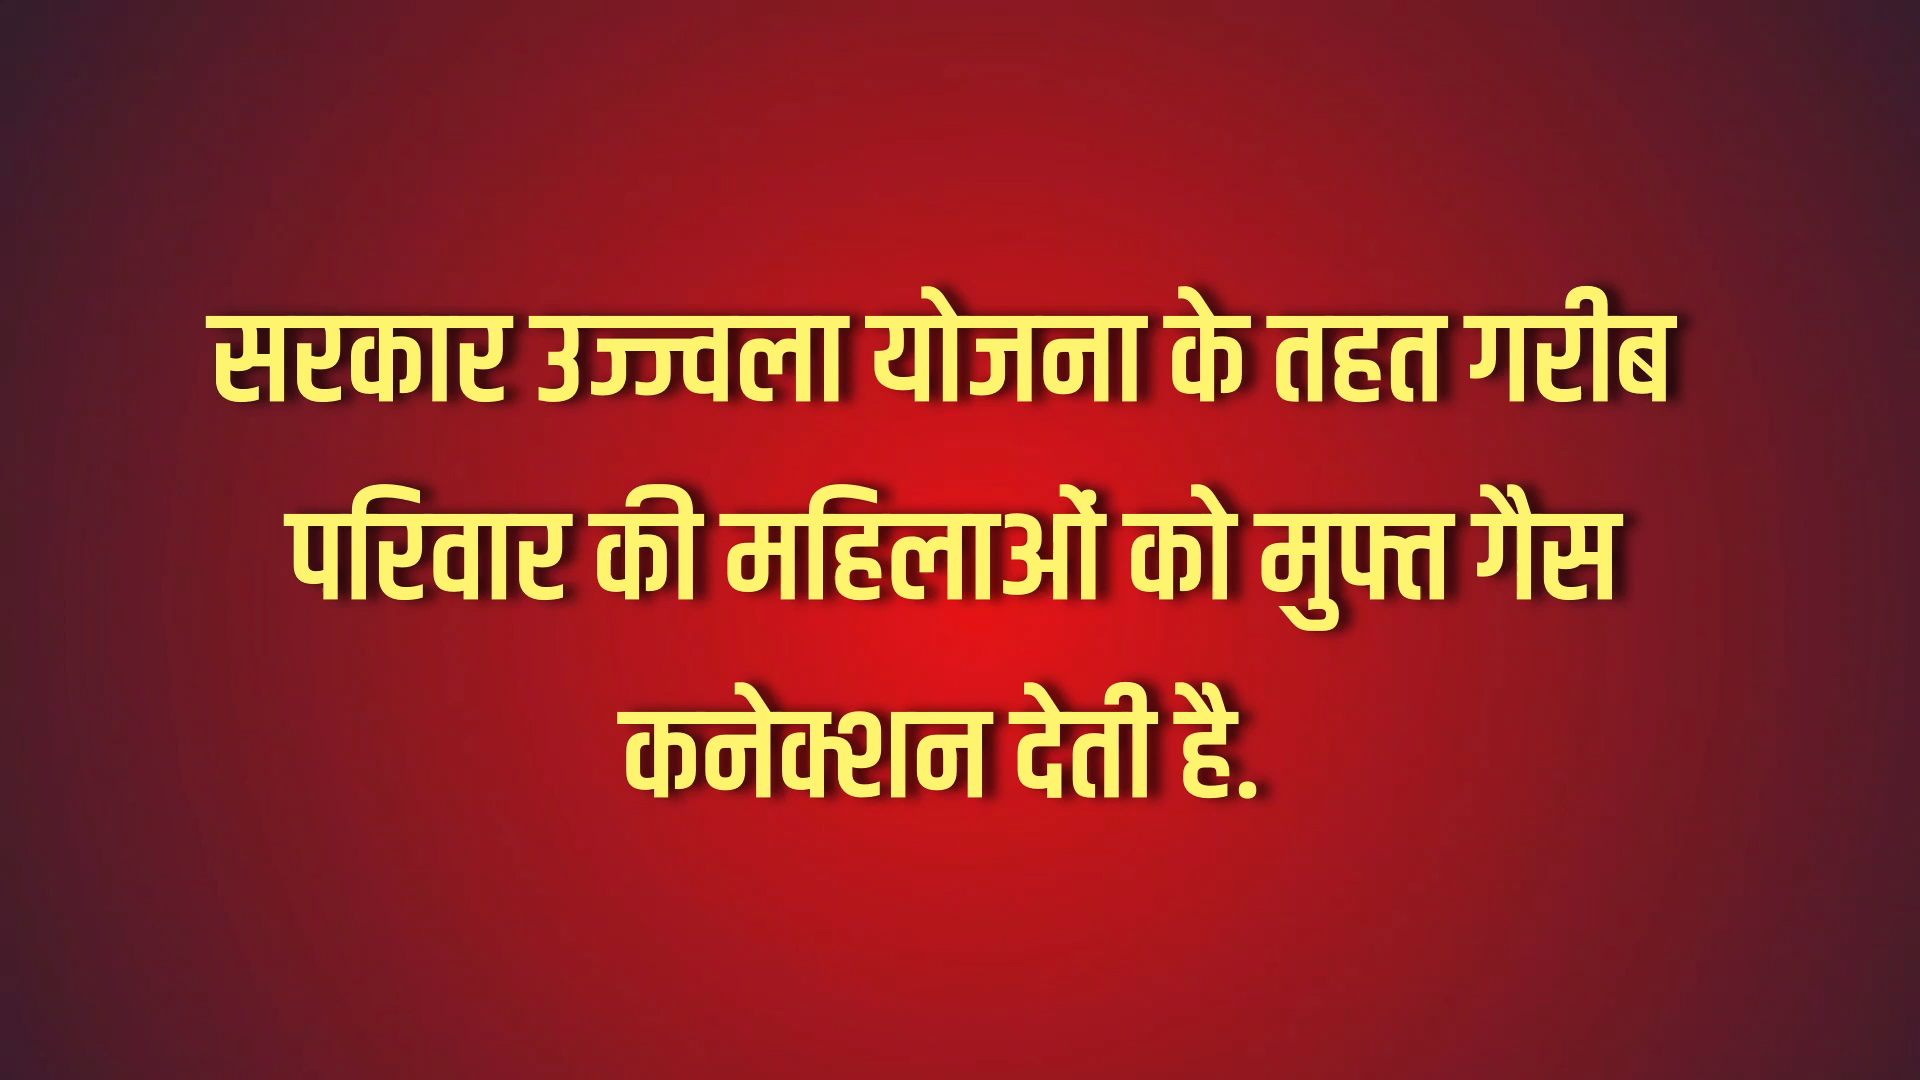 सरकार उज्ज्वला योजना के तहत गरीब
परिवार की महिलाओं को मुफ्त गैस
कनेक्शन देती है.